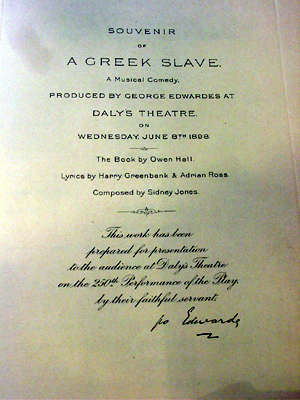 SOUVENIR
OF
A GREEK SLAVE.
A Musical Comedy,
PRODUCED BY GEORGE EDWARDES AT
DALY'S THEATRE.
ON
WEDNESDAY, JUNE 8TH 1898.
The Book by Owen Hall.
Lyrics by Harry Greenbank & Adrian Ross.
Composed by Sidney Jones.
This work has been
prepared for presentation
to the audience at Daly's Theatre
on the 250th Performance of the Play.
by their faithful servant.
Edwardes